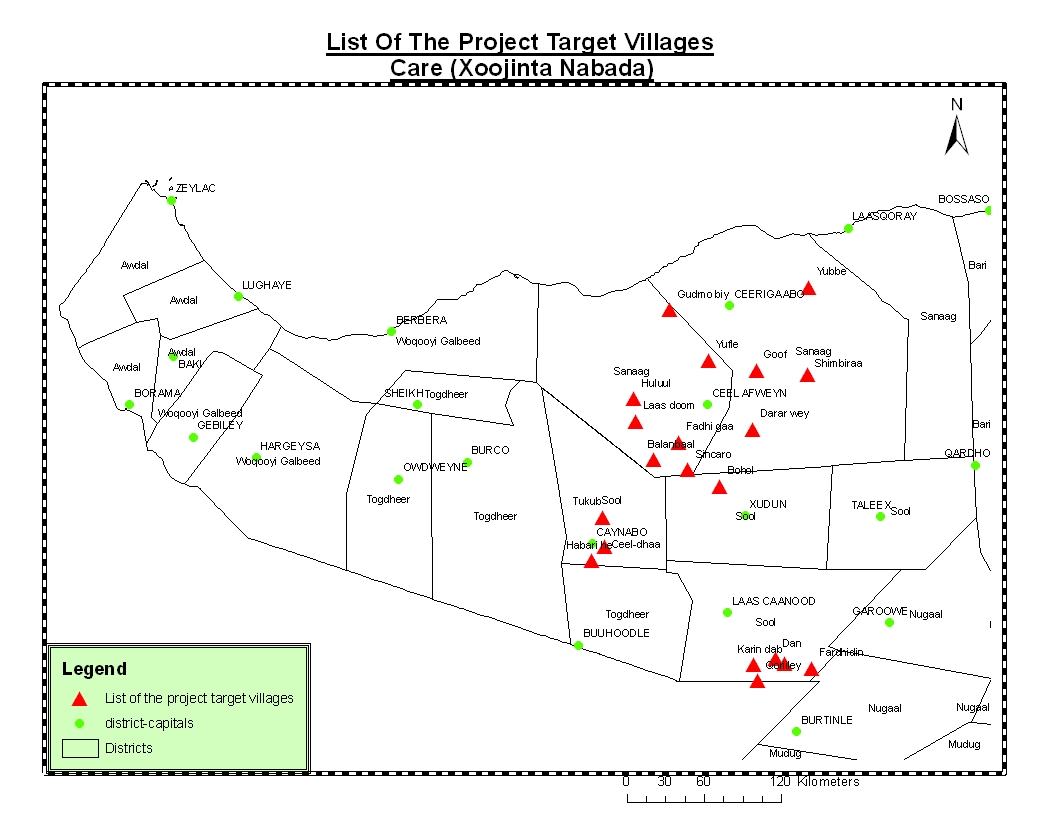 List Of The Project Target Villages
Care (Xoojinta Nabada)
N
ZEYLAC
BOSSASO
LAASQORAY
Awdal
Bari
Yubbe
LUGHAYE
Gudmo biy CEERIGAABO
Awdal
Sanaag
BERBERA
Woqooyi Galbeed
Yufle
Awdal
Goof
Sanaag
BAKI
Shimbiraa
Awdal
Sanaag
Huluul
BORAMA
SHEIKH
Togdheer
CEEL AFWEYN
Laas doom
Woqooyi Galbeed
Darar wey
GEBILEY
Fadhi gaa
Bari
HARGEYSA
BURCO
Balanbaal
Sincaro
QARDHO
Woqooyi Galbeed
OWDWEYNE
Bohol
Togdheer
Tukub
Sool
XUDUN
TALEEX
Sool
Togdheer
Sool
CAYNABO
Ceel-dhaa
LAAS CAANOOD
Togdheer
GAROOWE
Nugaal
Sool
BUUHOODLE
Dan
Karin dab
Fardhidin
Nugaal
Nugaal
BURTINLE
Mudug
Mudug
Legend
List of the project target villages
district-capitals
Districts
0 30 60 120 Kilometers